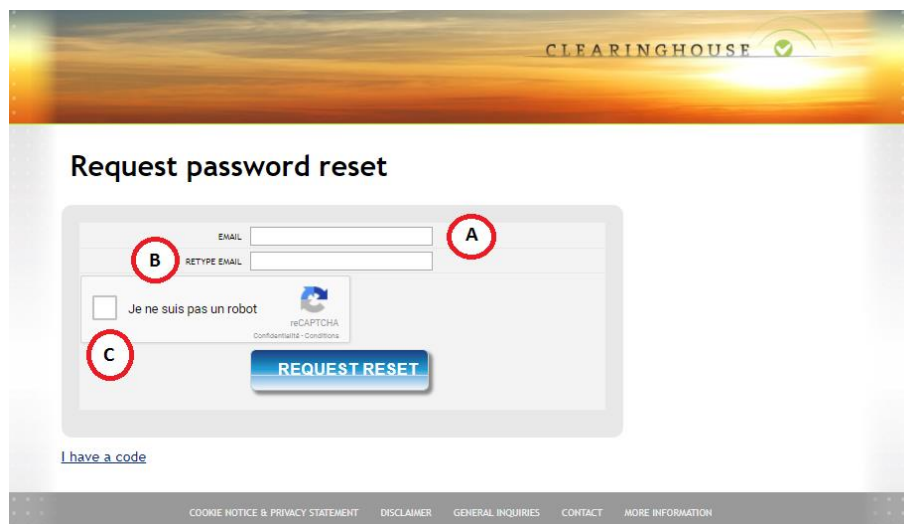 CLEARINGHOUSE
Request password reset
EMAIL
A
B
RETYPE EMAIL
Je ne suis pas un robot
reCAPTCHA
Confidentialité - Conditions
C
REQUEST RESET
I have a code
COOKIE NOTICE & PRIVACY STATEMENT DISCLAIMER GENERAL INQUIRIES CONTACT MORE INFORMATION